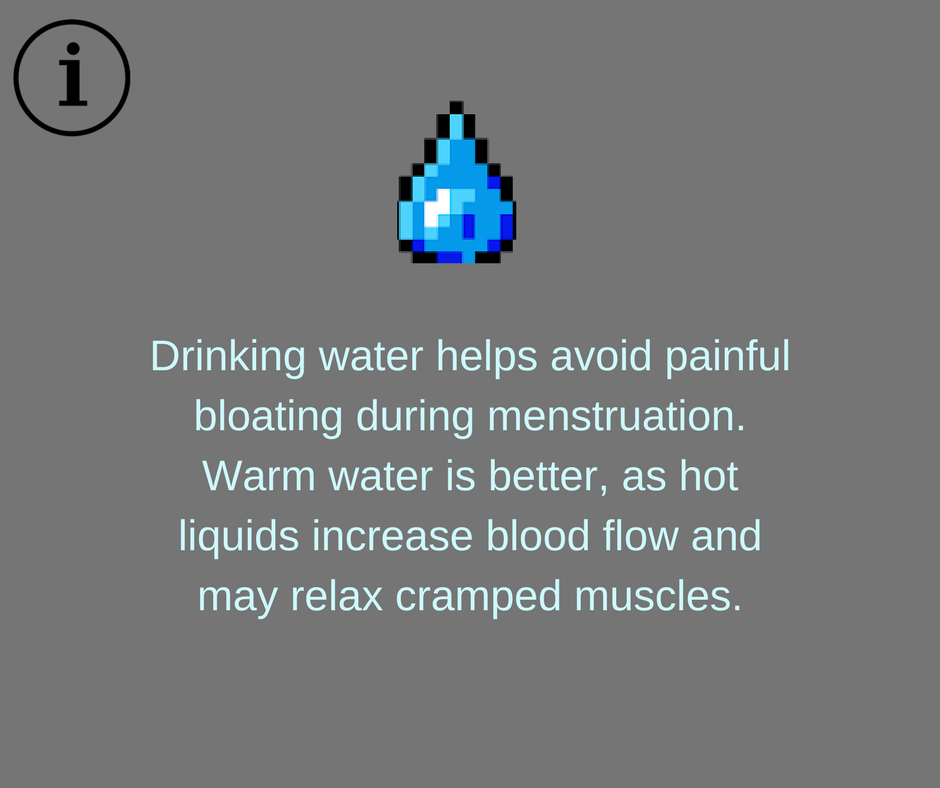 i
Drinking water helps avoid painful
bloating during menstruation.
Warm water is better, as hot
liquids increase blood flow and
may relax cramped muscles.